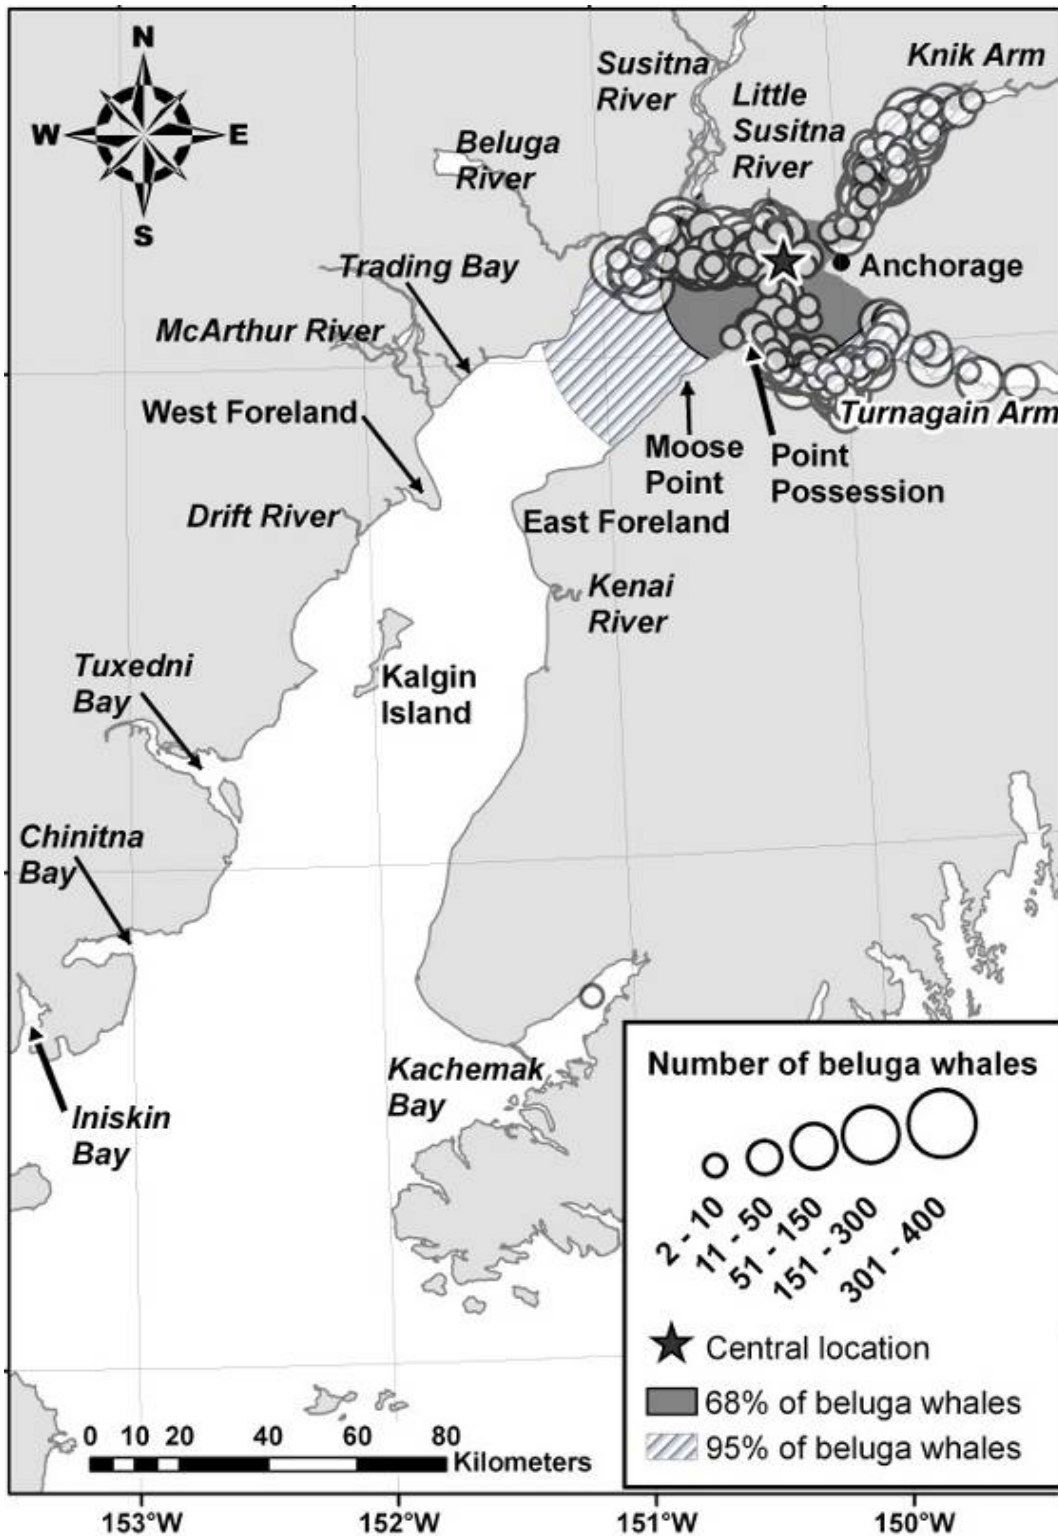 N
W
E
S
Susitna
River
Little
Susitna
River
Knik Arm
Beluga
River
Trading Bay
Anchorage
McArthur River
West Foreland
Turnagain Arm
Moose
Point
Point
Possession
Drift River
East Foreland
Kenai
River
Tuxedni
Bay
Kalgin
Island
Chinitna
Bay
Kachemak
Bay
Iniskin
Bay
Number of beluga whales
2 - 10
11 - 50
51 - 150
151 - 300
301 - 400
Central location
68% of beluga whales
95% of beluga whales
0 10 20 40 60 80
Kilometers
153°W 152°W 151°W 150°W